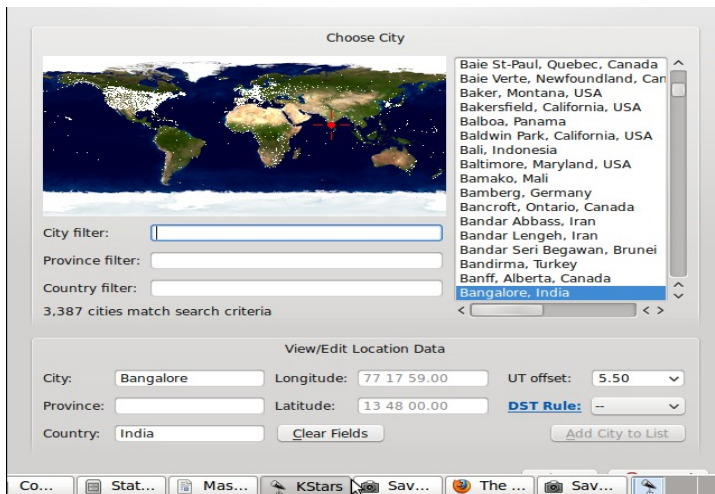 Choose City
Baie St-Paul, Quebec, Canada
Baie Verte, Newfoundland, Can
Baker, Montana, USA
Bakersfield, California, USA
Balboa, Panama
Baldwin Park, California, USA
Bali, Indonesia
Baltimore, Maryland, USA
Bamako, Mali
Bamberg, Germany
Bancroft, Ontario, Canada
Bandar Abbass, Iran
Bandar Lengeh, Iran
Bandar Seri Begawan, Brunei
Bandirma, Turkey
Banff, Alberta, Canada
Bangalore, India
City filter:
Province filter:
Country filter:
3,387 cities match search criteria
View/Edit Location Data
City: Bangalore Longitude: 77 17 59.00 UT offset: 5.50
Province: Latitude: 13 48 00.00 DST Rule: --
Country: India Clear Fields Add City to List
Co... Stat... Mas... KStars Sav... The ... Sav...